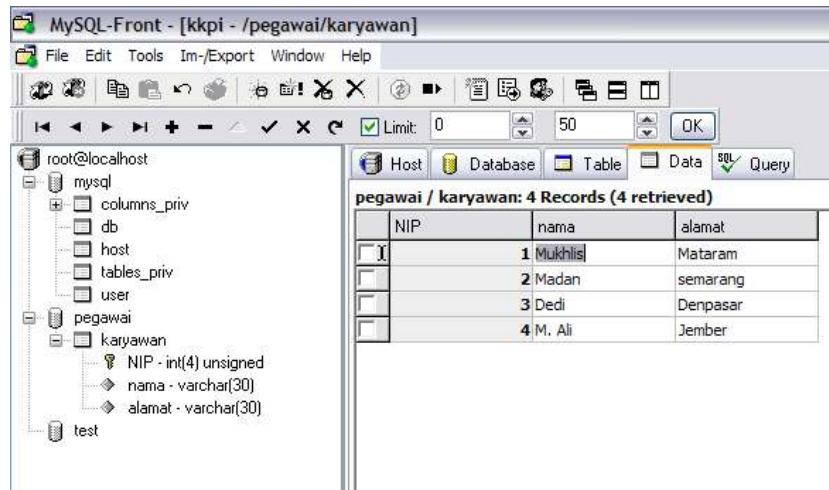 MySQL-Front - [kkpi - /pegawai/karyawan]
File Edit Tools Im-/Export Window Help
Limit: 0 50 OK
root@localhost
mysql
columns_priv
db
host
tables_priv
user
pegawai
karyawan
NIP - int(4) unsigned
nama - varchar(30)
alamat - varchar(30)
test
Host Database Table Data SQL Query
pegawai / karyawan: 4 Records (4 retrieved)
NIP nama alamat
1 Mukhlis Mataram
2 Madan semarang
3 Dedi Denpasar
4 M. Ali Jember